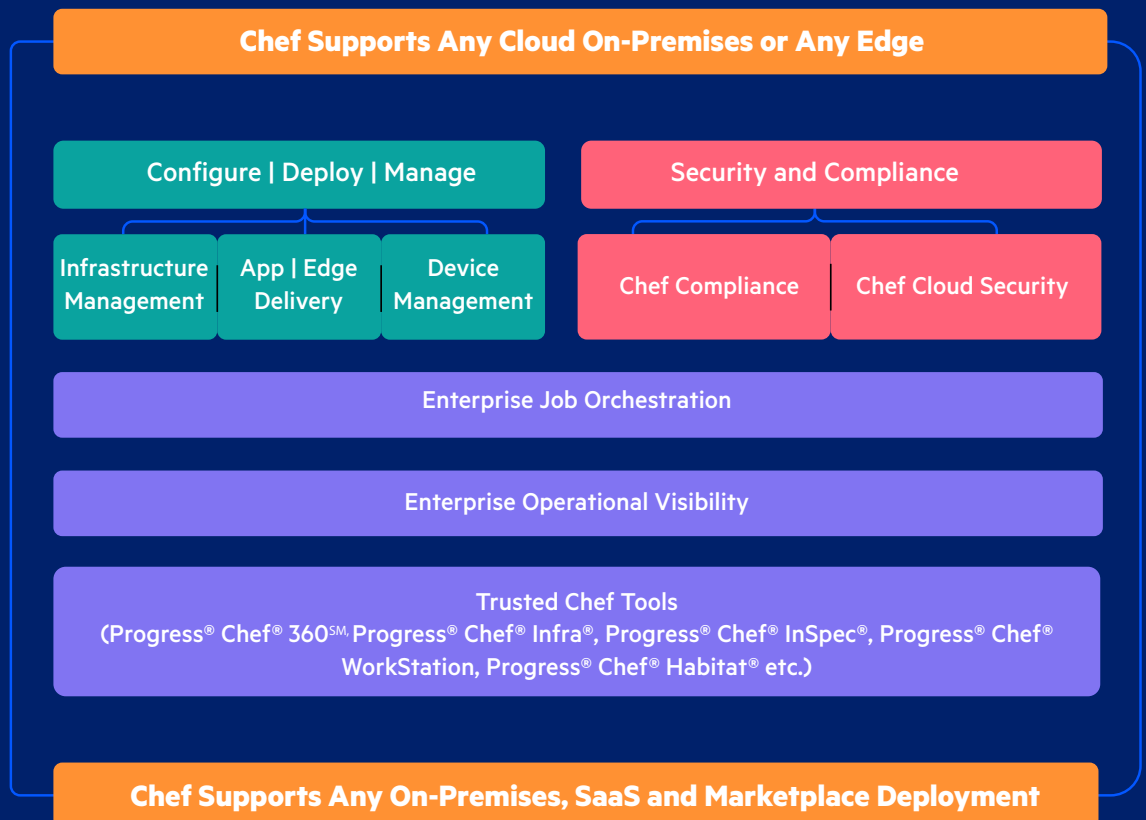 Chef Supports Any Cloud On-Premises or Any Edge
Configure | Deploy | Manage
Security and Compliance
Infrastructure
Management
App | Edge
Delivery
Device
Management
Chef Compliance
Chef Cloud Security
Enterprise Job Orchestration
Enterprise Operational Visibility
Trusted Chef Tools
(Progress® Chef® 360℠, Progress® Chef® Infra®, Progress® Chef® InSpec®, Progress® Chef®
WorkStation, Progress® Chef® Habitat® etc.)
Chef Supports Any On-Premises, SaaS and Marketplace Deployment